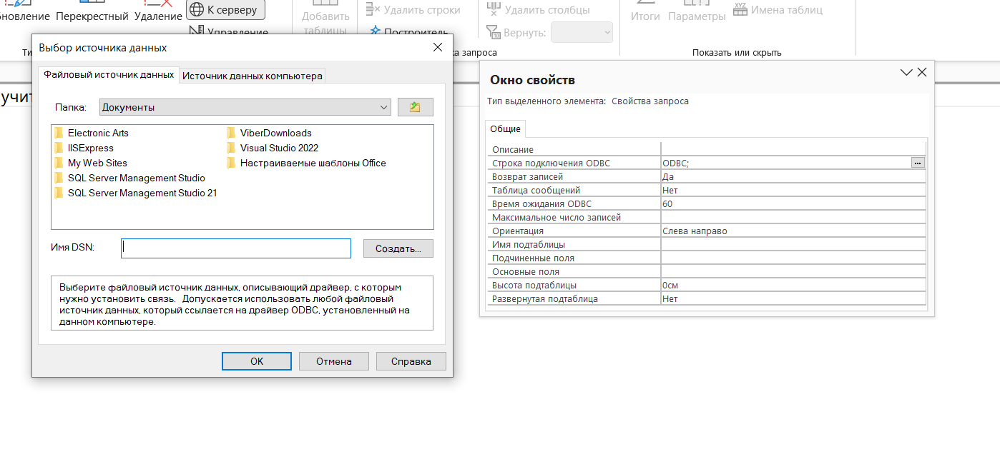 новление Перекрестный Удаление
К серверу
Управление
Добавить таблицы
Удалить строки
Построитель
Удалить столбцы
Вернуть:
Итоги Параметры
XYZ Имена таблиц
Ти
ка запроса
Показать или скрыть
учит
Выбор источника данных
Файловый источник данных
Источник данных компьютера
Папка: Документы
Electronic Arts
IISExpress
My Web Sites
SQL Server Management Studio
SQL Server Management Studio 21
ViberDownloads
Visual Studio 2022
Настраиваемые шаблоны Office
Имя DSN:
Создать...
Выберите файловый источник данных, описывающий драйвер, с которым
нужно установить связь. Допускается использовать любой файловый
источник данных, который ссылается на драйвер ODBC, установленный на
данном компьютере.
OK
Отмена
Справка
Окно свойств
Тип выделенного элемента: Свойства запроса
Общие
Описание
Строка подключения ODBC ODBC; ...
Возврат записей Да
Таблица сообщений Нет
Время ожидания ODBC 60
Максимальное число записей
Ориентация Слева направо
Имя подтаблицы
Подчиненные поля
Основные поля
Высота подтаблицы 0см
Развернутая подтаблица Нет